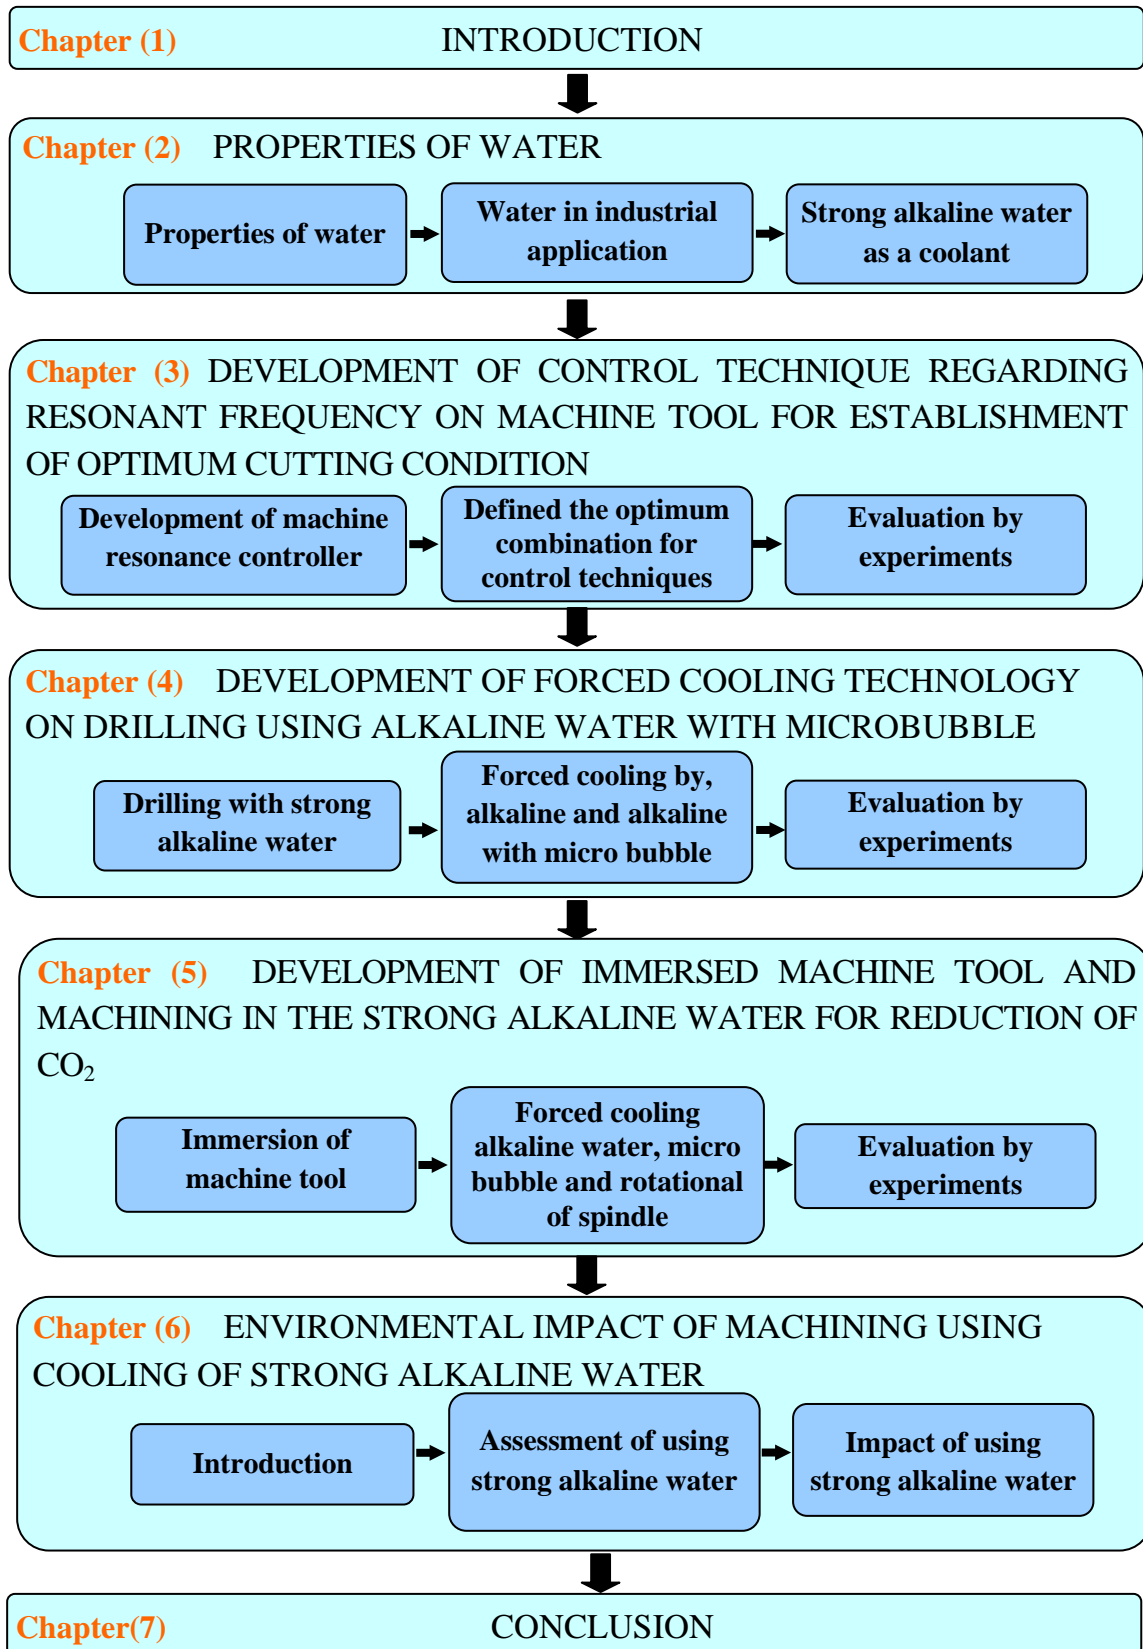 Chapter (1) INTRODUCTION
Chapter (2) PROPERTIES OF WATER
Properties of water
Water in industrial
application
Strong alkaline water
as a coolant
Chapter (3) DEVELOPMENT OF CONTROL TECHNIQUE REGARDING
RESONANT FREQUENCY ON MACHINE TOOL FOR ESTABLISHMENT
OF OPTIMUM CUTTING CONDITION
Development of machine
resonance controller
Defined the optimum
combination for
control techniques
Evaluation by
experiments
Chapter (4) DEVELOPMENT OF FORCED COOLING TECHNOLOGY
ON DRILLING USING ALKALINE WATER WITH MICROBUBBLE
Drilling with strong
alkaline water
Forced cooling by,
alkaline and alkaline
with micro bubble
Evaluation by
experiments
Chapter (5) DEVELOPMENT OF IMMERSED MACHINE TOOL AND
MACHINING IN THE STRONG ALKALINE WATER FOR REDUCTION OF
CO₂
Immersion of
machine tool
Forced cooling
alkaline water, micro
bubble and rotational
of spindle
Evaluation by
experiments
Chapter (6) ENVIRONMENTAL IMPACT OF MACHINING USING
COOLING OF STRONG ALKALINE WATER
Introduction
Assessment of using
strong alkaline water
Impact of using
strong alkaline water
Chapter(7) CONCLUSION